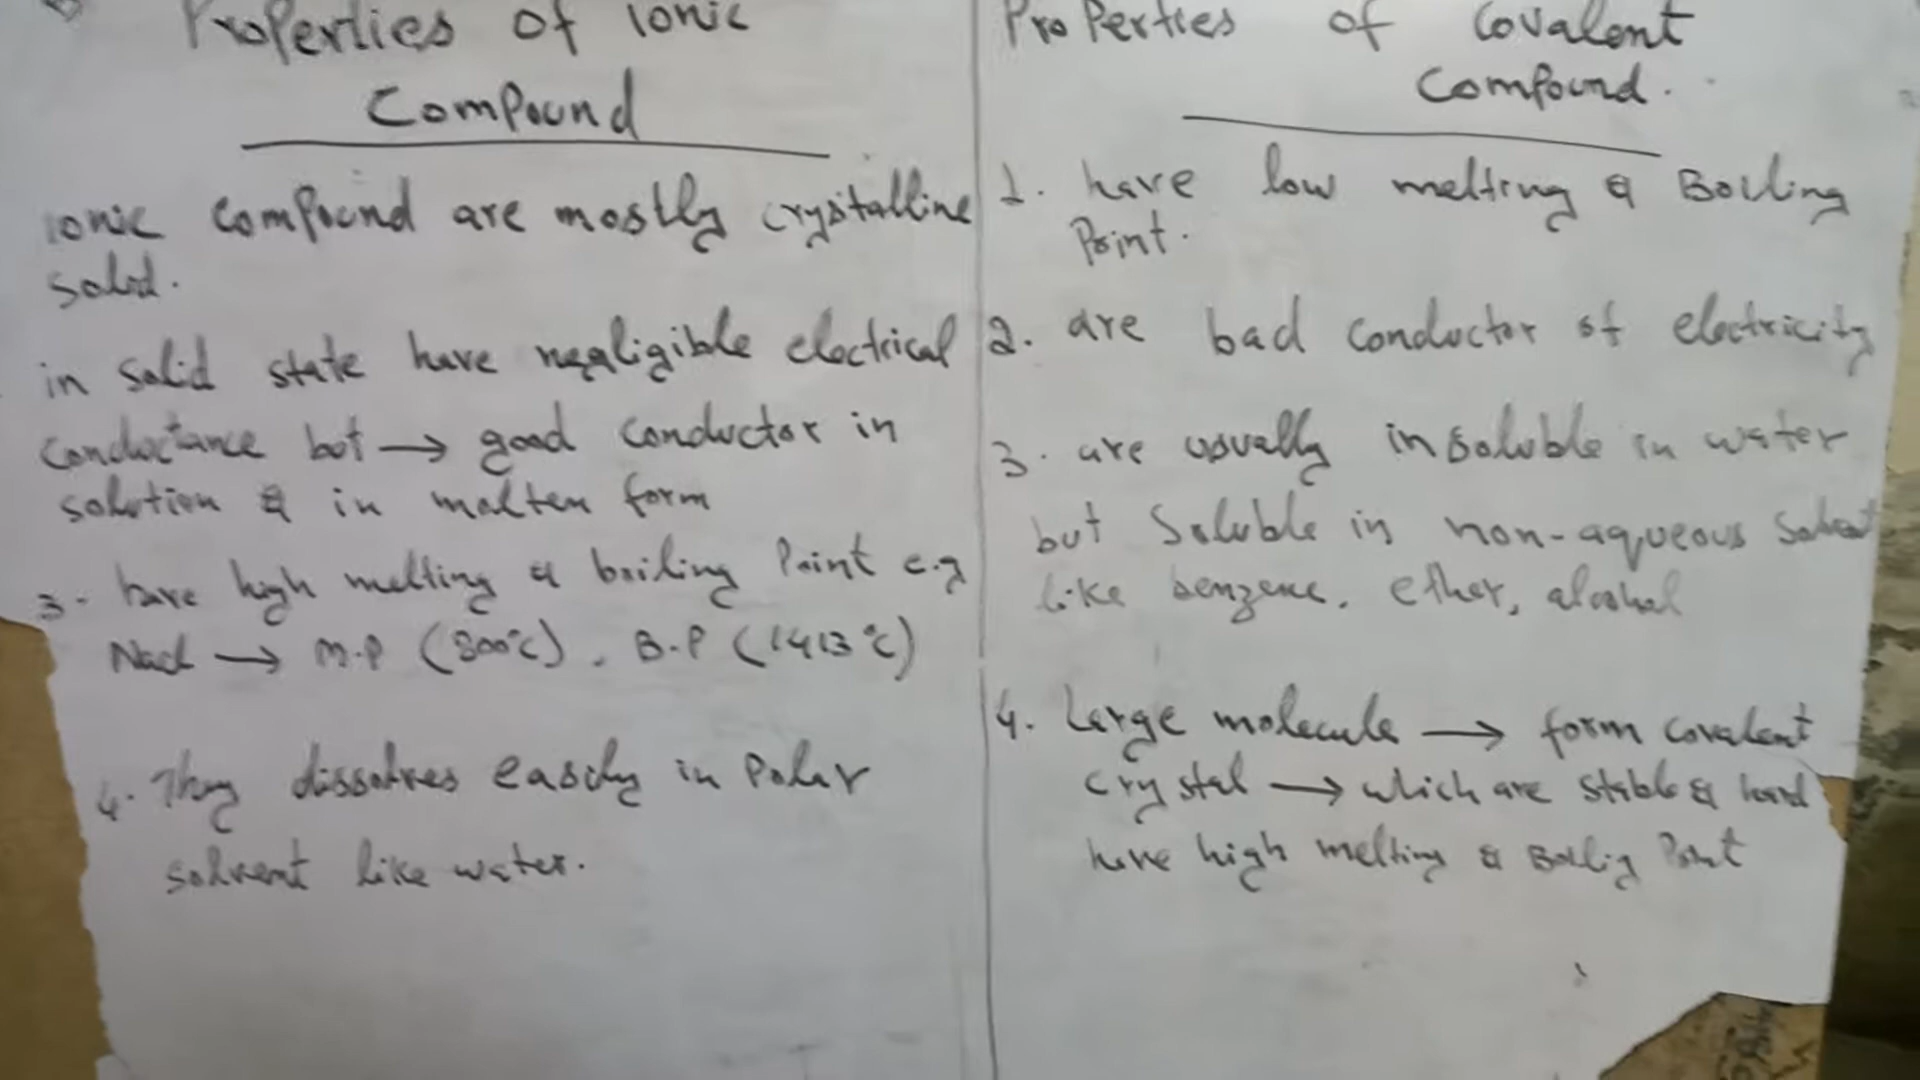 Properties of ionic
Compound
ionic Compound are mostly crystalline
solid.
in solid state have negaligible electrical
conductance but → good conductor in
solution & in molten form
3- have high melting & boiling Point e.g
Nacl → M.P (800°c), B.P (1413°c)
4. They dissolves easily in Polar
solvent like water.
Properties of Covalent
Compound.
1. have low melting & Boiling
Point.
2. are bad conductor of electricity
3. are usually insoluble in water
but Soluble in non-aqueous Solvent
like benzene, ether, alcohol
4. Large molecule → form covalent
crystal → which are stable & hard
have high melting & Boilig Point